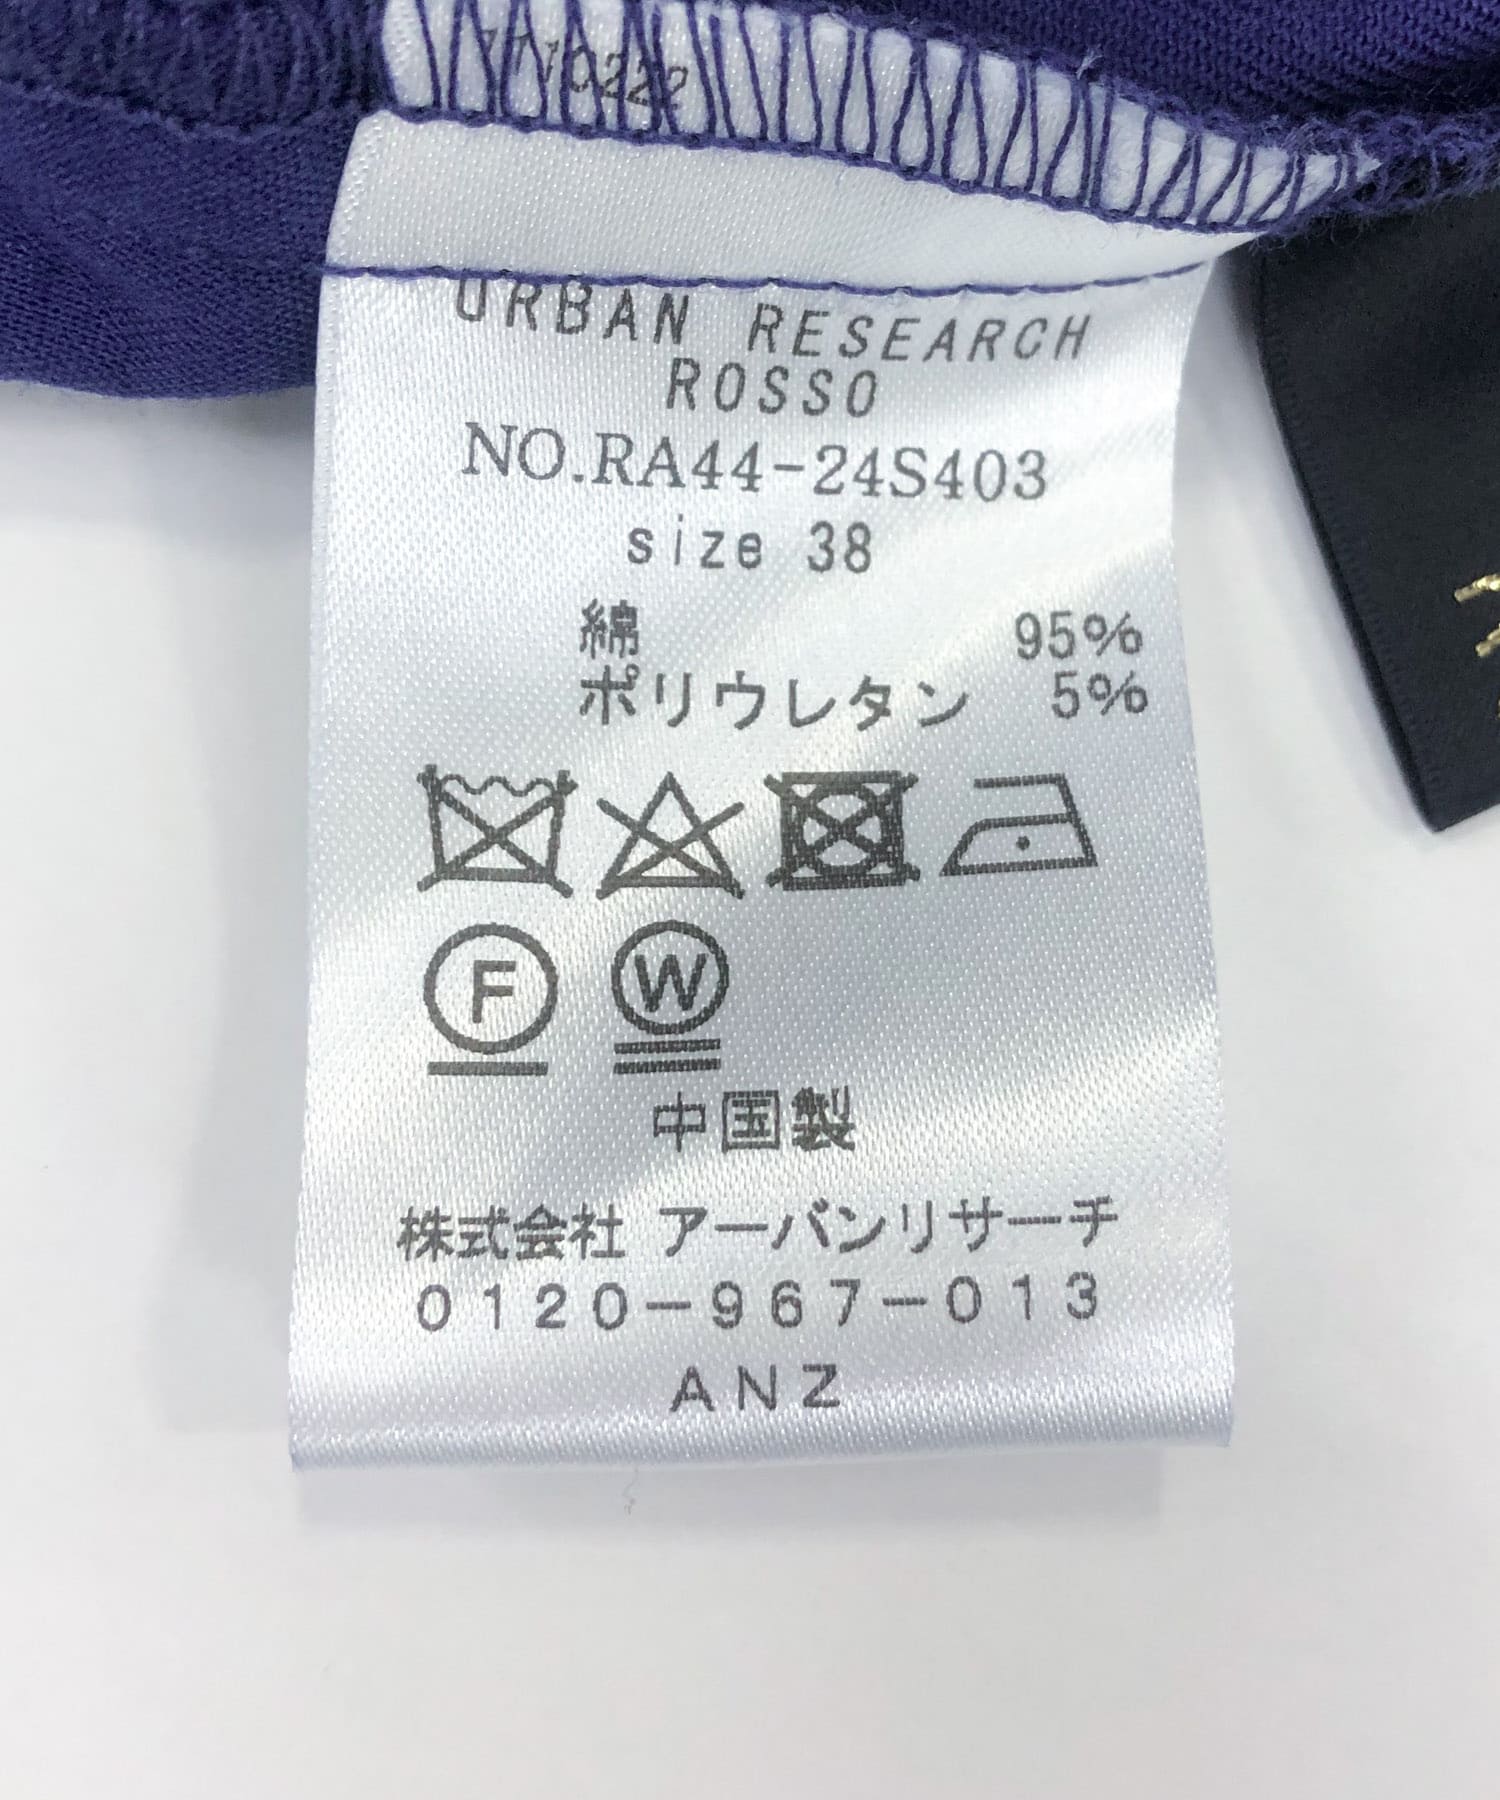 URBAN RESEARCH
ROSSO
NO.RA44-24S403
size 38
綿 95%
ポリウレタン 5%
F W
中国製
株式会社 アーバンリサーチ
0120-967-013
ANZ